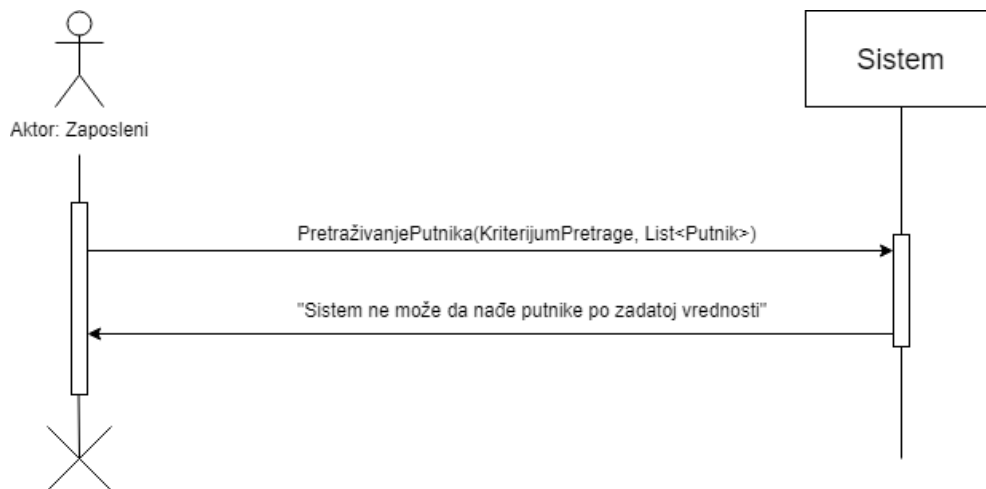 Sistem
Aktor: Zaposleni
PretraživanjePutnika(KriterijumPretrage, List<Putnik>)
"Sistem ne može da nađe putnike po zadatoj vrednosti"